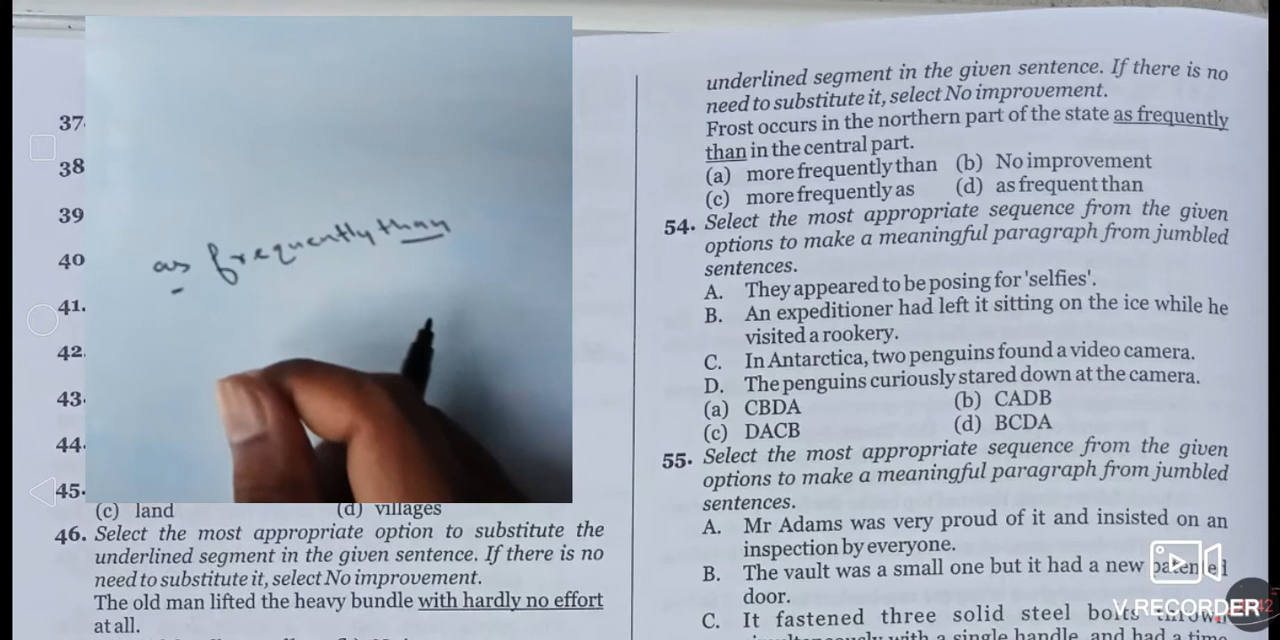 37.
38
39
40
41.
42.
43.
44.
45.
as frequently than
(c) land (d) villages
46. Select the most appropriate option to substitute the
underlined segment in the given sentence. If there is no
need to substitute it, select No improvement.
The old man lifted the heavy bundle with hardly no effort
at all.
underlined segment in the given sentence. If there is no
need to substitute it, select No improvement.
Frost occurs in the northern part of the state as frequently
than in the central part.
(a) more frequently than (b) No improvement
(c) more frequently as (d) as frequent than
54. Select the most appropriate sequence from the given
options to make a meaningful paragraph from jumbled
sentences.
A. They appeared to be posing for 'selfies'.
B. An expeditioner had left it sitting on the ice while he
visited a rookery.
C. In Antarctica, two penguins found a video camera.
D. The penguins curiously stared down at the camera.
(a) CBDA (b) CADB
(c) DACB (d) BCDA
55. Select the most appropriate sequence from the given
options to make a meaningful paragraph from jumbled
sentences.
A. Mr Adams was very proud of it and insisted on an
inspection by everyone.
B. The vault was a small one but it had a new patented
door.
C. It fastened three solid steel bolts thrown
with a single handle, and had a time
V.RECORDER